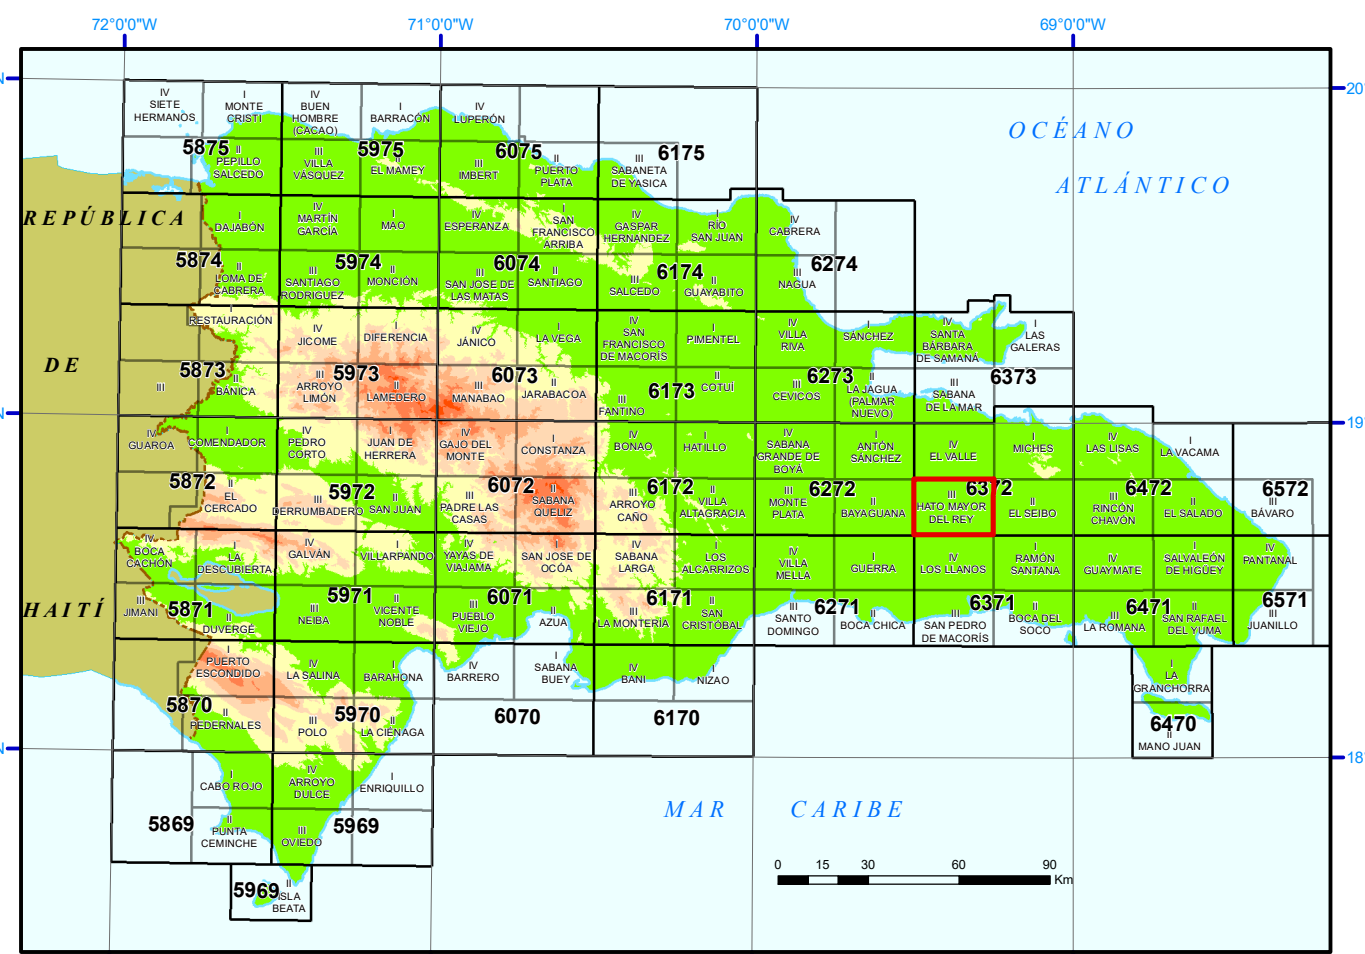 72°0'0"W
71°0'0"W
70°0'0"W
69°0'0"W
20°
19°
18°
OCÉANO
ATLÁNTICO
MAR CARIBE
REPÚBLICA
DE
HAITÍ
IV
SIETE
HERMANOS
I
MONTE
CRISTI
IV
BUEN
HOMBRE
(CACAO)
I
BARRACÓN
IV
LUPERÓN
5875
5975
6075
6175
II
PEPILLO
SALCEDO
III
VILLA
VÁSQUEZ
II
EL MAMEY
III
IMBERT
II
PUERTO
PLATA
III
SABANETA
DE YASICA
I
DAJABÓN
IV
MARTÍN
GARCÍA
I
MAO
IV
ESPERANZA
I
SAN
FRANCISCO
ARRIBA
IV
GASPAR
HERNANDEZ
I
RÍO
SAN JUAN
IV
CABRERA
5874
5974
6074
6174
6274
II
LOMA DE
CABRERA
III
SANTIAGO
RODRIGUEZ
II
MONCIÓN
III
SAN JOSE DE
LAS MATAS
II
SANTIAGO
III
SALCEDO
II
GUAYABITO
III
NAGUA
I
RESTAURACIÓN
IV
JICOME
I
DIFERENCIA
IV
JÁNICO
I
LA VEGA
IV
SAN
FRANCISCO
DE MACORÍS
I
PIMENTEL
IV
VILLA
RIVA
I
SÁNCHEZ
IV
SANTA
BÁRBARA
DE SAMANÁ
I
LAS
GALERAS
5873
5973
6073
6173
6273
6373
III
II
BÁNICA
III
ARROYO
LIMÓN
II
LAMEDERO
III
MANABAO
II
JARABACOA
III
FANTINO
II
COTUÍ
III
CEVICOS
II
LA JAGUA
(PALMAR
NUEVO)
III
SABANA
DE LA MAR
IV
GUAROA
I
COMENDADOR
IV
PEDRO
CORTO
I
JUAN DE
HERRERA
IV
GAJO DEL
MONTE
I
CONSTANZA
IV
BONAO
I
HATILLO
IV
SABANA
GRANDE DE
BOYÁ
I
ANTÓN
SÁNCHEZ
IV
EL VALLE
I
MICHES
IV
LAS LISAS
I
LA VACAMA
5872
5972
6072
6172
6272
6372
6472
6572
II
EL
CERCADO
III
DERRUMBADERO
II
SAN JUAN
III
PADRE LAS
CASAS
II
SABANA
QUELIZ
III
ARROYO
CAÑO
II
VILLA
ALTAGRACIA
III
MONTE
PLATA
II
BAYAGUANA
III
HATO MAYOR
DEL REY
II
EL SEIBO
III
RINCÓN
CHAVÓN
II
EL SALADO
III
BÁVARO
IV
BOCA
CACHÓN
I
LA
DESCUBIERTA
IV
GALVÁN
I
VILLARPANDO
IV
YAYAS DE
VIAJAMA
I
SAN JOSE DE
OCÓA
IV
SABANA
LARGA
I
LOS
ALCARRIZOS
IV
VILLA
MELLA
I
GUERRA
IV
LOS LLANOS
I
RAMÓN
SANTANA
IV
GUAYMATE
I
SALVALEÓN
DE HIGÜEY
IV
PANTANAL
5871
5971
6071
6171
6271
6371
6471
6571
III
JIMANI
II
DUVERGÉ
III
NEIBA
II
VICENTE
NOBLE
III
PUEBLO
VIEJO
II
AZUA
III
LA MONTERÍA
II
SAN
CRISTÓBAL
III
SANTO
DOMINGO
II
BOCA CHICA
III
SAN PEDRO
DE MACORÍS
II
BOCA DEL
SOCO
III
LA ROMANA
II
SAN RAFAEL
DEL YUMA
III
JUANILLO
I
PUERTO
ESCONDIDO
IV
LA SALINA
I
BARAHONA
IV
BARRERO
I
SABANA
BUEY
IV
BANI
I
NIZAO
I
LA
GRANCHORRA
5870
5970
6070
6170
6470
II
PEDERNALES
III
POLO
II
LA CIÉNAGA
II
MANO JUAN
I
CABO ROJO
IV
ARROYO
DULCE
I
ENRIQUILLO
5869
5969
II
PUNTA
CEMINCHE
III
OVIEDO
5969
II
ISLA
BEATA
0 15 30 60 90
Km